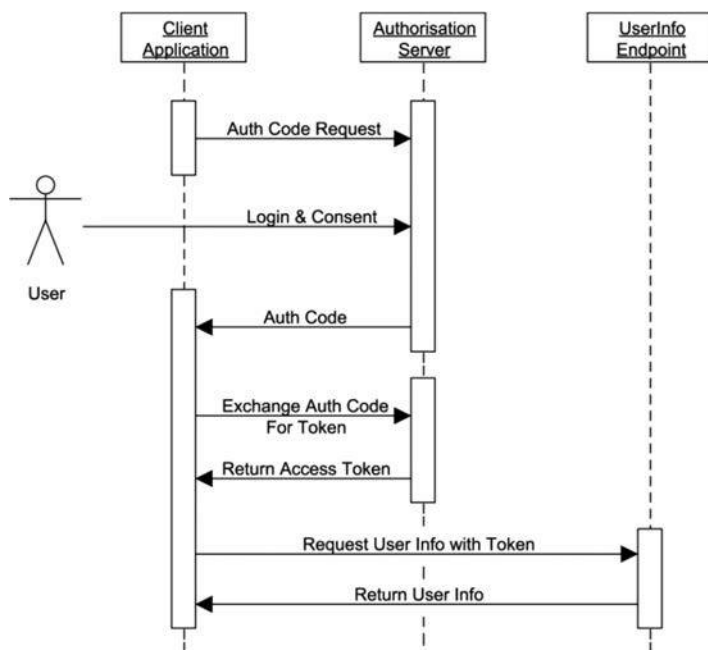 Client
Application
Authorisation
Server
UserInfo
Endpoint
Auth Code Request
Login & Consent
User
Auth Code
Exchange Auth Code
For Token
Return Access Token
Request User Info with Token
Return User Info